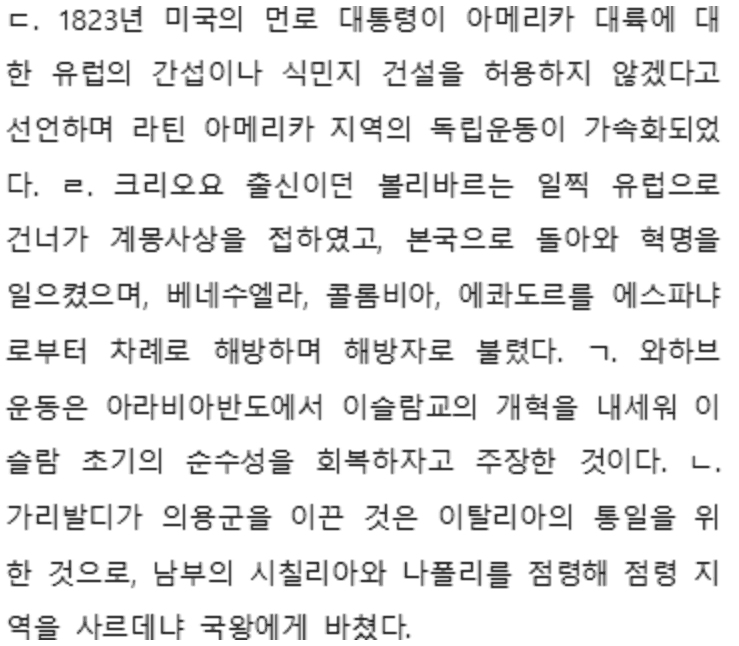 ㄷ. 1823년 미국의 먼로 대통령이 아메리카 대륙에 대
한 유럽의 간섭이나 식민지 건설을 허용하지 않겠다고
선언하며 라틴 아메리카 지역의 독립운동이 가속화되었
다. ㄹ. 크리오요 출신이던 볼리바르는 일찍 유럽으로
건너가 계몽사상을 접하였고, 본국으로 돌아와 혁명을
일으켰으며, 베네수엘라, 콜롬비아, 에콰도르를 에스파냐
로부터 차례로 해방하며 해방자로 불렸다. ㄱ. 와하브
운동은 아라비아반도에서 이슬람교의 개혁을 내세워 이
슬람 초기의 순수성을 회복하자고 주장한 것이다. ㄴ.
가리발디가 의용군을 이끈 것은 이탈리아의 통일을 위
한 것으로, 남부의 시칠리아와 나폴리를 점령해 점령 지
역을 사르데냐 국왕에게 바쳤다.